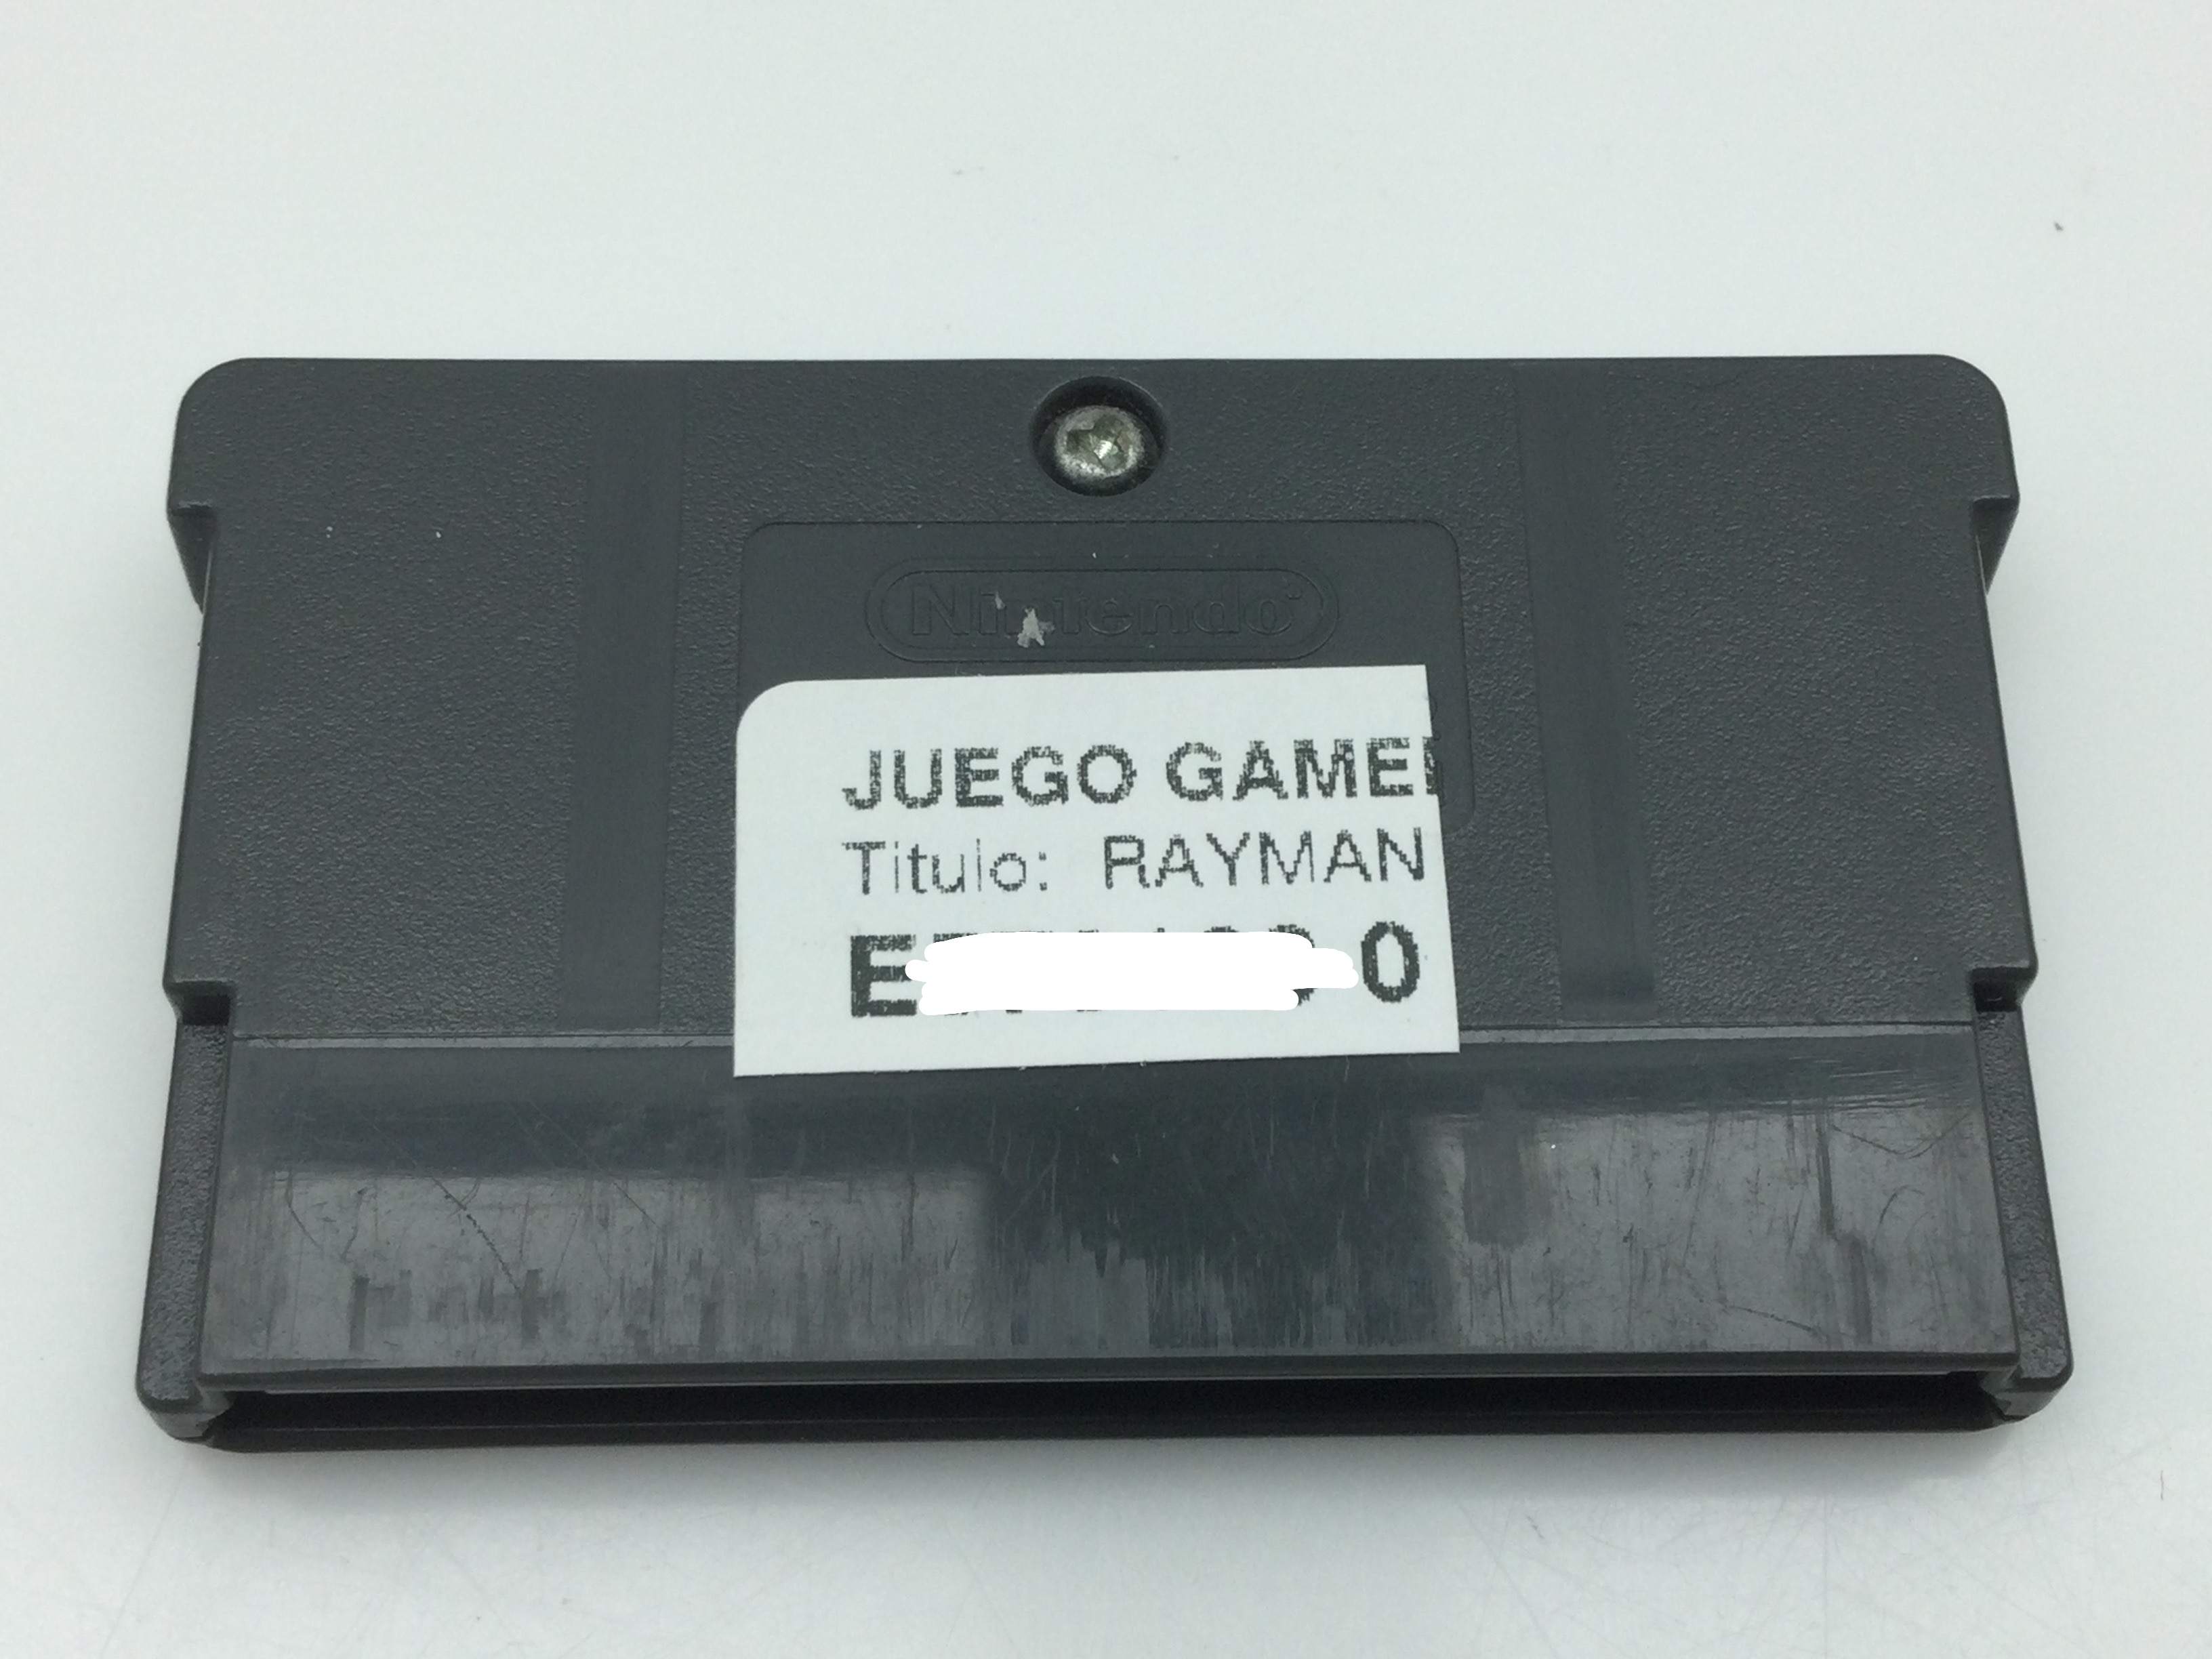 Nintendo
JUEGO GAME
Titulo: RAYMAN
0